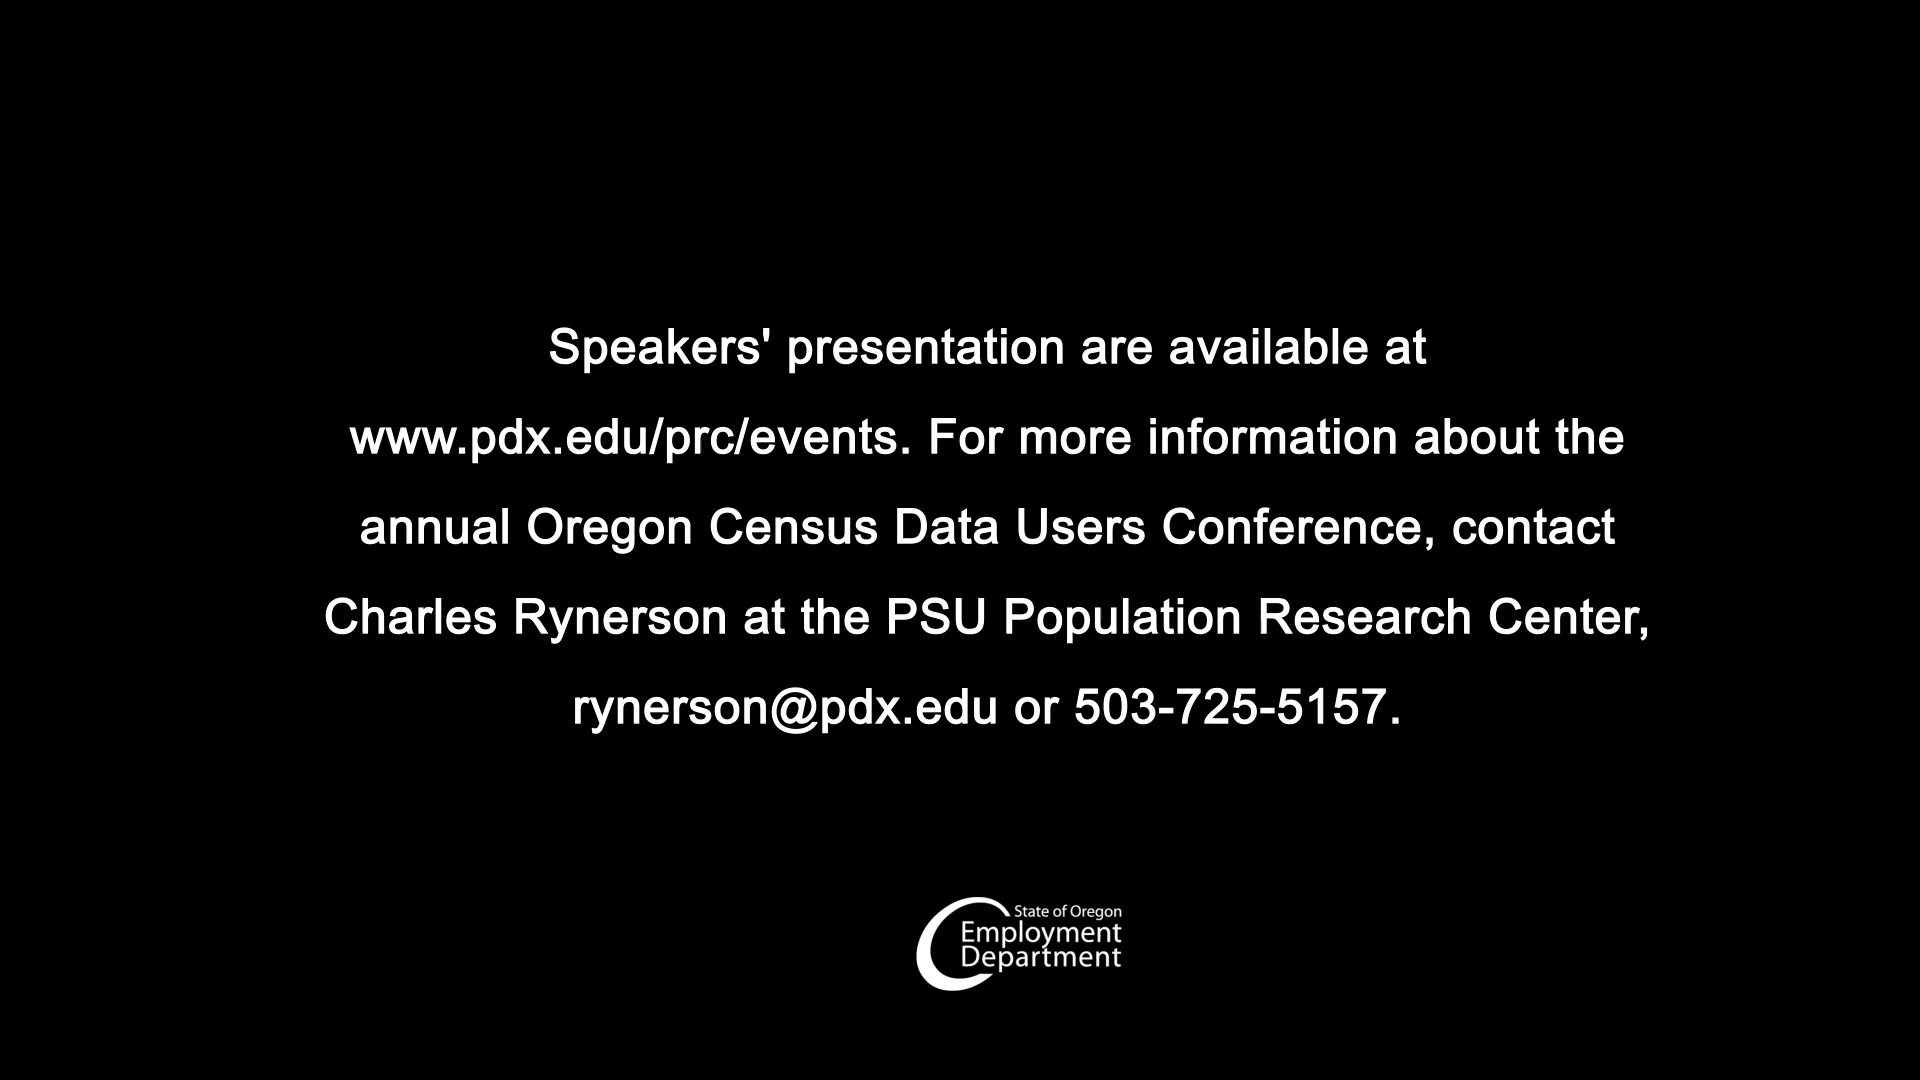 Speakers' presentation are available at
www.pdx.edu/prc/events. For more information about the
annual Oregon Census Data Users Conference, contact
Charles Rynerson at the PSU Population Research Center,
rynerson@pdx.edu or 503-725-5157.
State of Oregon
Employment
Department